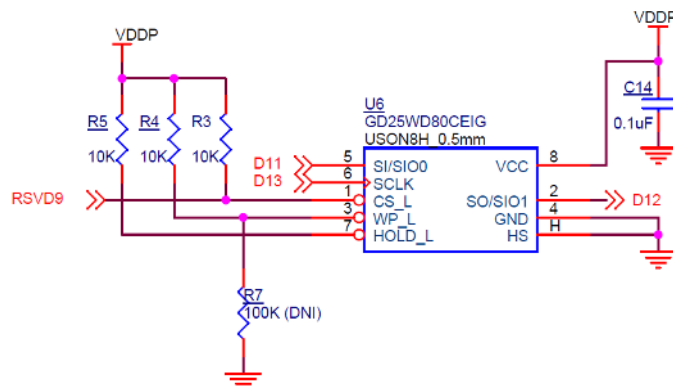 VDDP
VDDP
R5
R4
R3
10K
10K
10K
U6
GD25WD80CEIG
USON8H_0.5mm
C14
0.1uF
D11
5
SI/SIO0
VCC
8
D13
6
SCLK
RSVD9
1
CS_L
SO/SIO1
2
D12
3
WP_L
GND
4
7
HOLD_L
HS
H
R7
100K (DNI)